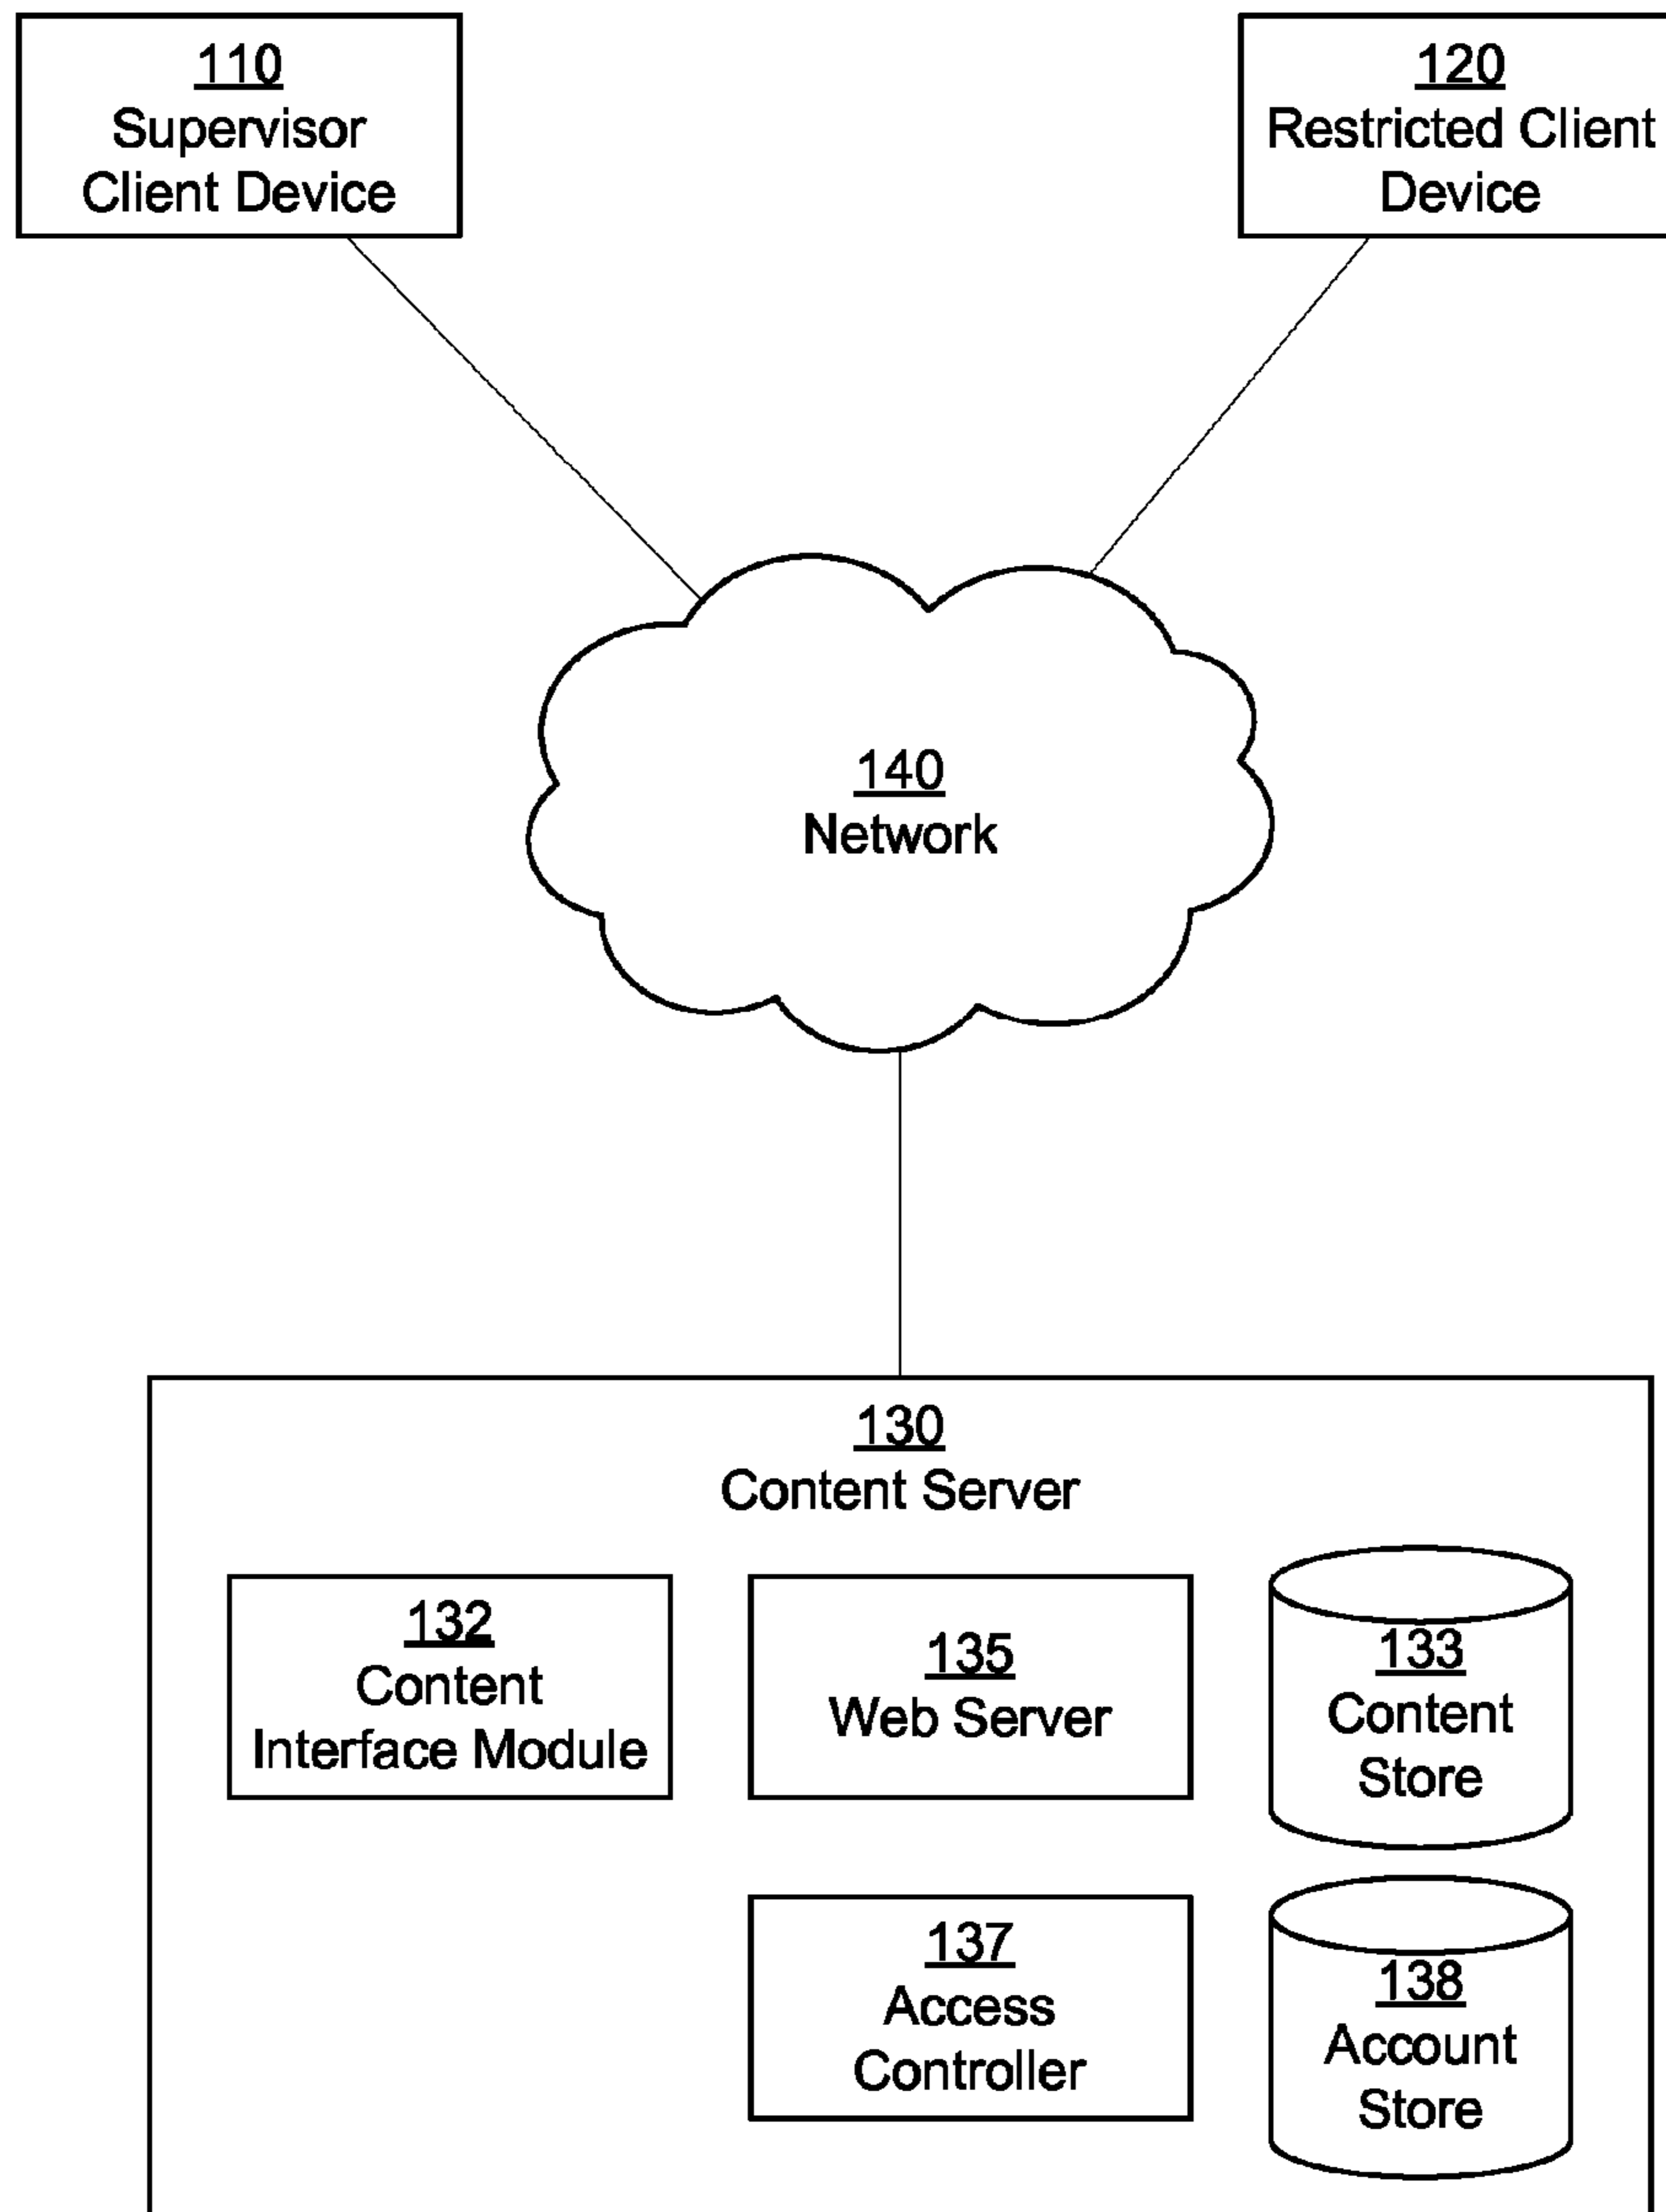 110
Supervisor
Client Device
120
Restricted Client
Device
140
Network
130
Content Server
132
Content
Interface Module
135
Web Server
133
Content
Store
137
Access
Controller
138
Account
Store